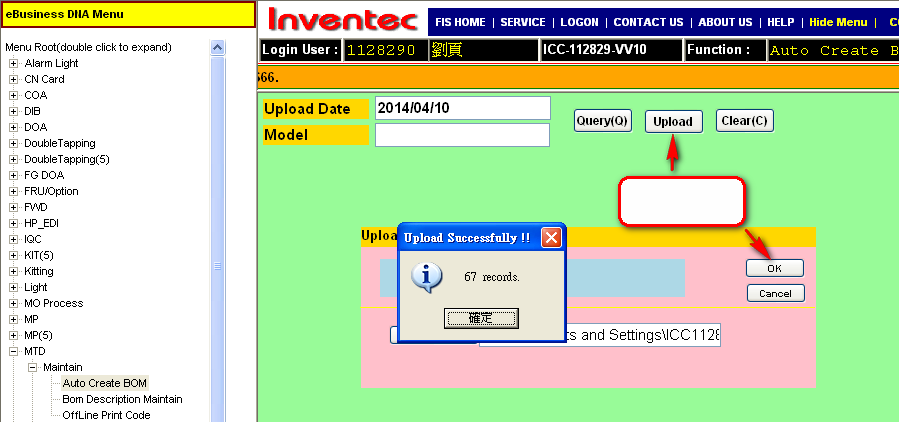 eBusiness DNA Menu
Menu Root(double click to expand)
Alarm Light
CN Card
COA
DIB
DOA
DoubleTapping
DoubleTapping(5)
FG DOA
FRU/Option
FWD
HP_EDI
IQC
KIT(5)
Kitting
Light
MO Process
MP
MP(5)
MTD
Maintain
Auto Create BOM
Bom Description Maintain
OffLine Print Code
Inventec
FIS HOME | SERVICE | LOGON | CONTACT US | ABOUT US | HELP | Hide Menu |
Login User : 1128290 劉頁 ICC-112829-VV10 Function : Auto Create B
566.
Upload Date 2014/04/10 Query(Q) Upload Clear(C)
Model
Uploa
Upload Successfully !!
67 records.
確定
OK
Cancel
ts and Settings\ICC1128